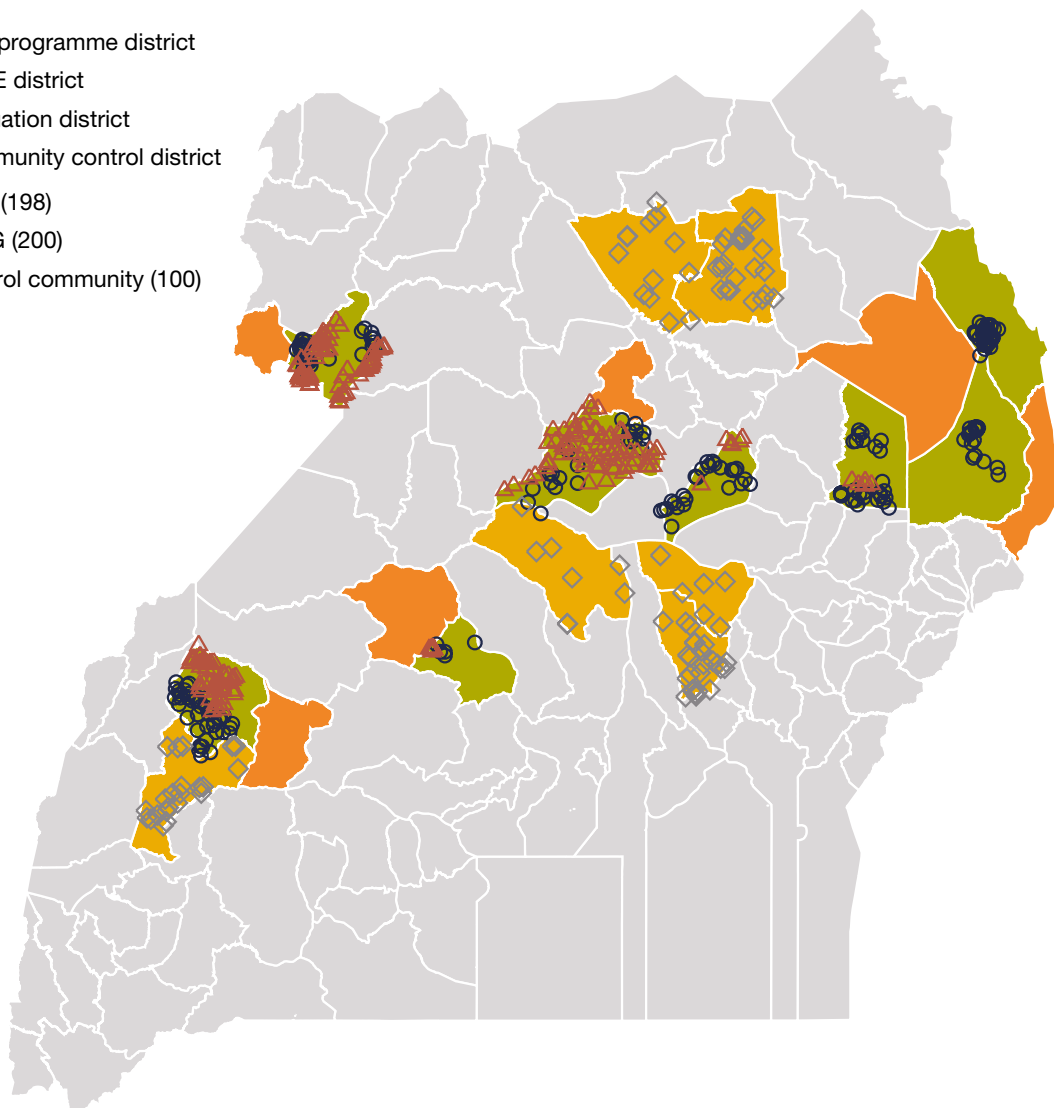 programme district
E district
ation district
munity control district
(198)
G (200)
rol community (100)